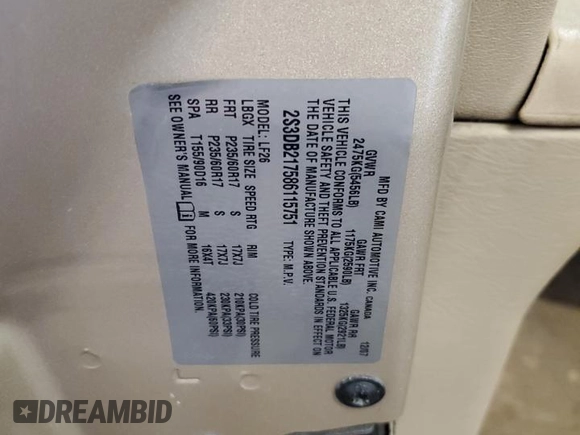 MFD BY CAMI AUTOMOTIVE INC. CANADA 12/07
GVWR GAWR FRT GAWR RH
2475KG(5456LB) 1175KG(2590LB) 1325KG(2921LB)
THIS VEHICLE CONFORMS TO ALL APPLICABLE U.S. FEDERAL MOTOR
VEHICLE SAFETY AND THEFT PREVENTION STANDARDS IN EFFECT ON
THE DATE OF MANUFACTURE SHOWN ABOVE.
2S3DB217586115751 TYPE: M.P.V.
MODEL: LF26
LBGX TIRE SIZE SPEED RTG RIM COLD TIRE PRESSURE
FRT P235/60R17 S 17X7J 210KPA(30PSI)
RR P235/60R17 S 17X7J 230KPA(33PSI)
SPA T155/90D16 M 16X4T 420KPA(60PSI)
SEE OWNER'S MANUAL FOR MORE INFORMATION.
DREAMBID